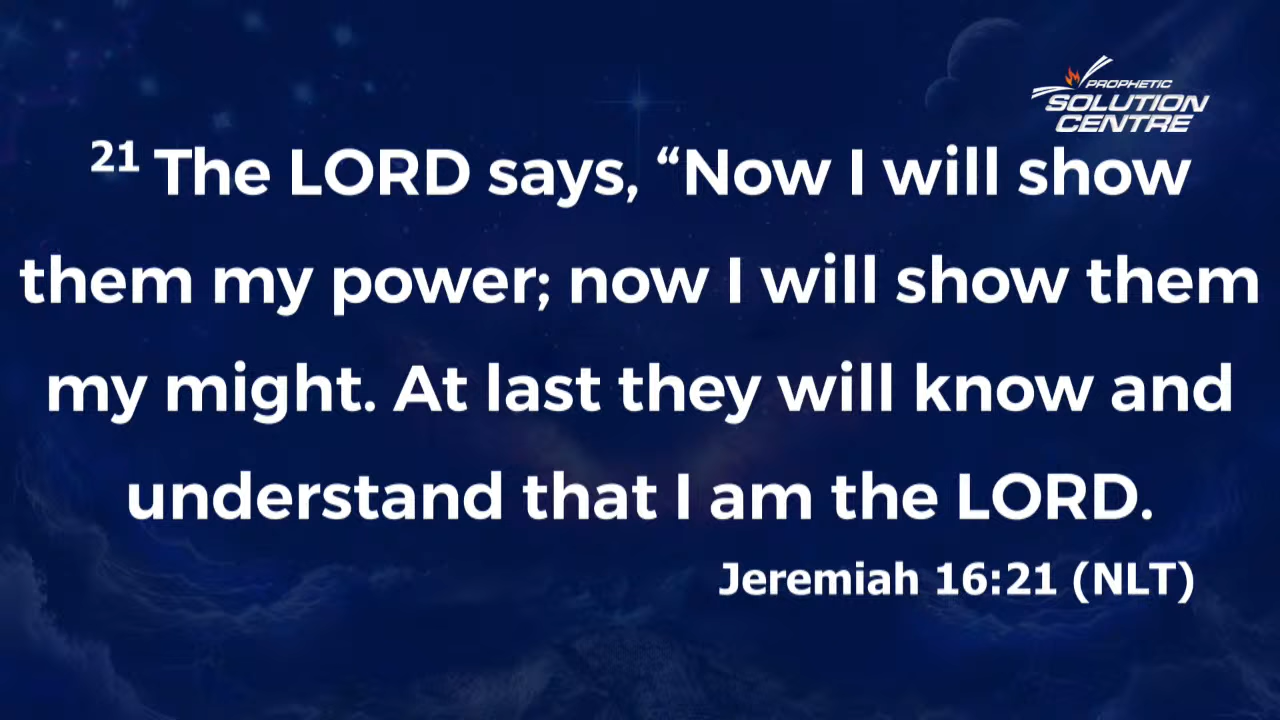 PROPHETIC
SOLUTION
CENTRE
21 The LORD says, “Now I will show
them my power; now I will show them
my might. At last they will know and
understand that I am the LORD.
Jeremiah 16:21 (NLT)